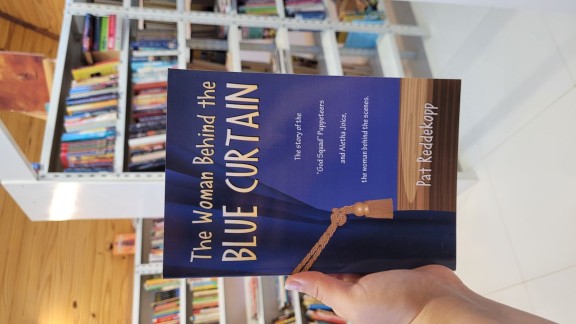 The Woman Behind the
BLUE CURTAIN
The story of the
"God Squad" Puppeteers
and Aletha Joice,
the woman behind the scenes.
Pat Reddekopp